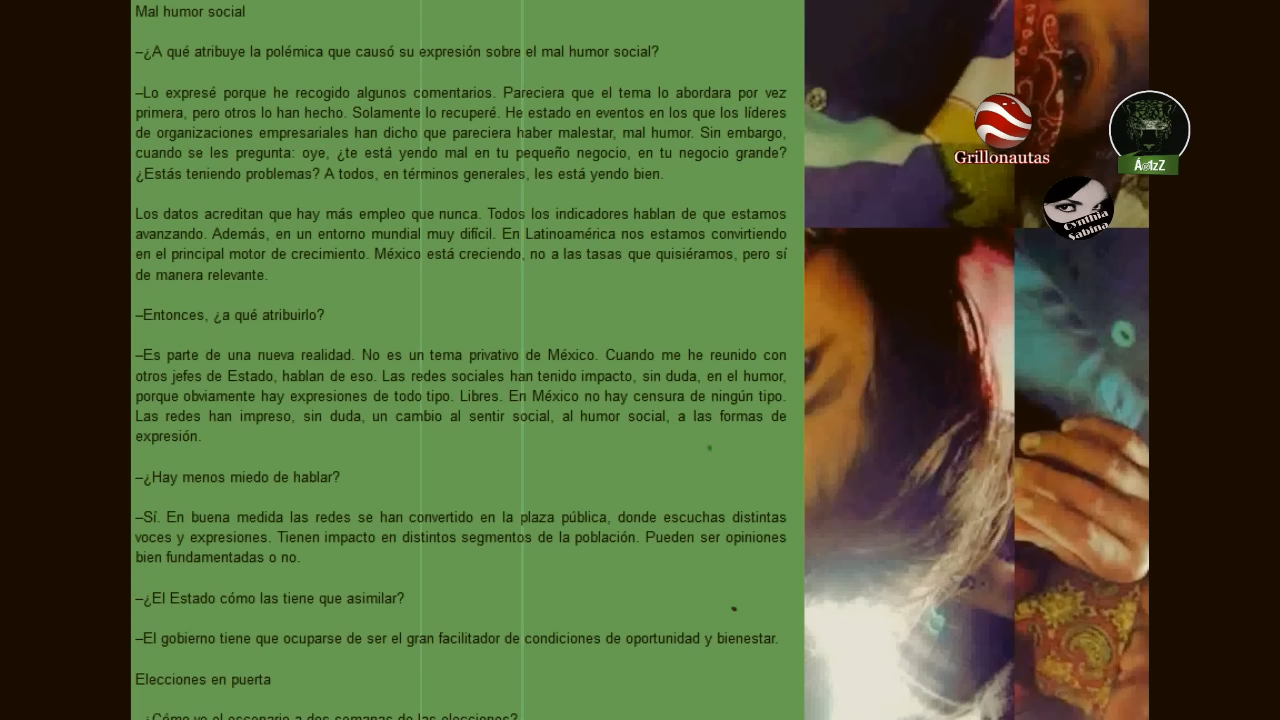 Mal humor social
–¿A qué atribuye la polémica que causó su expresión sobre el mal humor social?
–Lo expresé porque he recogido algunos comentarios. Pareciera que el tema lo abordara por vez
primera, pero otros lo han hecho. Solamente lo recuperé. He estado en eventos en los que los líderes
de organizaciones empresariales han dicho que pareciera haber malestar, mal humor. Sin embargo,
cuando se les pregunta: oye, ¿te está yendo mal en tu pequeño negocio, en tu negocio grande?
¿Estás teniendo problemas? A todos, en términos generales, les está yendo bien.
Los datos acreditan que hay más empleo que nunca. Todos los indicadores hablan de que estamos
avanzando. Además, en un entorno mundial muy difícil. En Latinoamérica nos estamos convirtiendo
en el principal motor de crecimiento. México está creciendo, no a las tasas que quisiéramos, pero sí
de manera relevante.
–Entonces, ¿a qué atribuirlo?
–Es parte de una nueva realidad. No es un tema privativo de México. Cuando me he reunido con
otros jefes de Estado, hablan de eso. Las redes sociales han tenido impacto, sin duda, en el humor,
porque obviamente hay expresiones de todo tipo. Libres. En México no hay censura de ningún tipo.
Las redes han impreso, sin duda, un cambio al sentir social, al humor social, a las formas de
expresión.
–¿Hay menos miedo de hablar?
–Sí. En buena medida las redes se han convertido en la plaza pública, donde escuchas distintas
voces y expresiones. Tienen impacto en distintos segmentos de la población. Pueden ser opiniones
bien fundamentadas o no.
–¿El Estado cómo las tiene que asimilar?
–El gobierno tiene que ocuparse de ser el gran facilitador de condiciones de oportunidad y bienestar.
Elecciones en puerta
–¿Cómo ve el escenario a dos semanas de las elecciones?
Grillonautas
Cynthia
Sabina